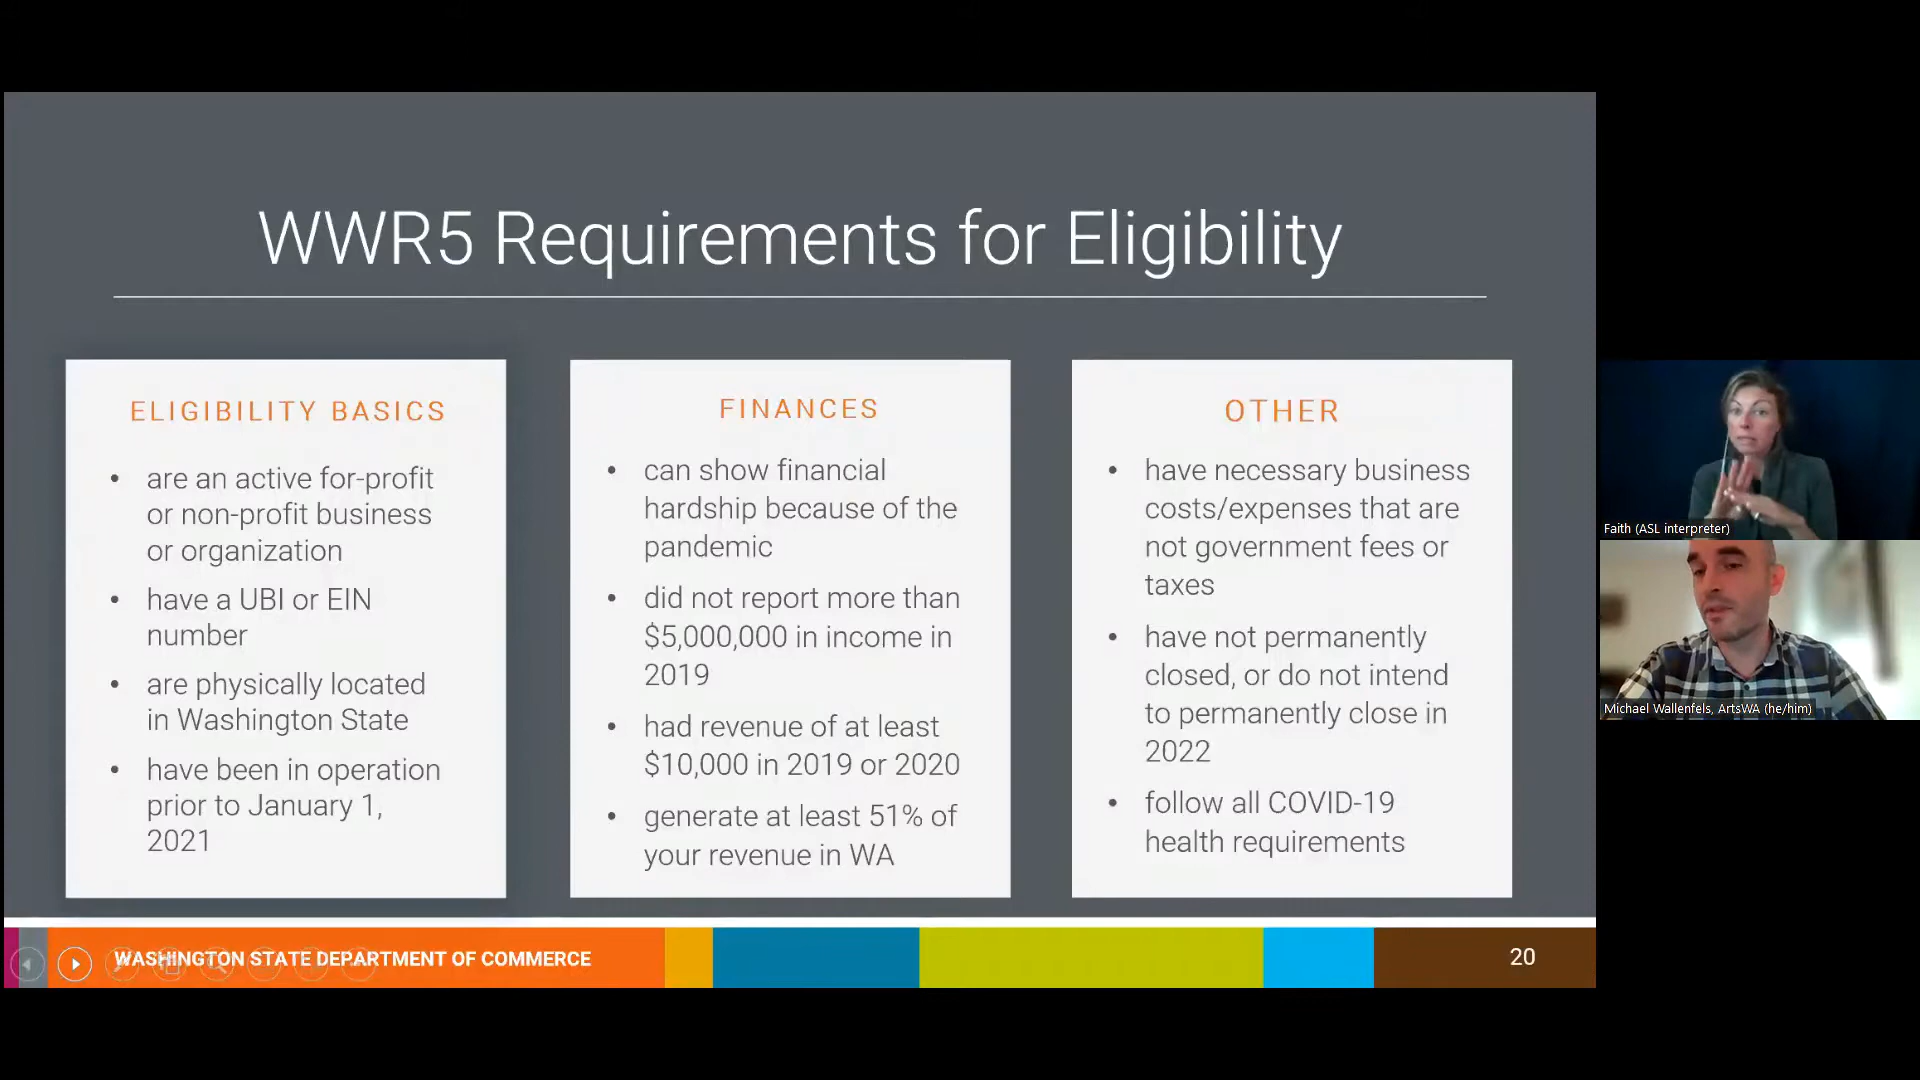 WWR5 Requirements for Eligibility
ELIGIBILITY BASICS
• are an active for-profit
or non-profit business
or organization
• have a UBI or EIN
number
• are physically located
in Washington State
• have been in operation
prior to January 1,
2021
FINANCES
• can show financial
hardship because of the
pandemic
• did not report more than
$5,000,000 in income in
2019
• had revenue of at least
$10,000 in 2019 or 2020
• generate at least 51% of
your revenue in WA
OTHER
• have necessary business
costs/expenses that are
not government fees or
taxes
• have not permanently
closed, or do not intend
to permanently close in
2022
• follow all COVID-19
health requirements
WASHINGTON STATE DEPARTMENT OF COMMERCE
20
Faith (ASL interpreter)
Michael Wallenfels, ArtsWA (he/him)